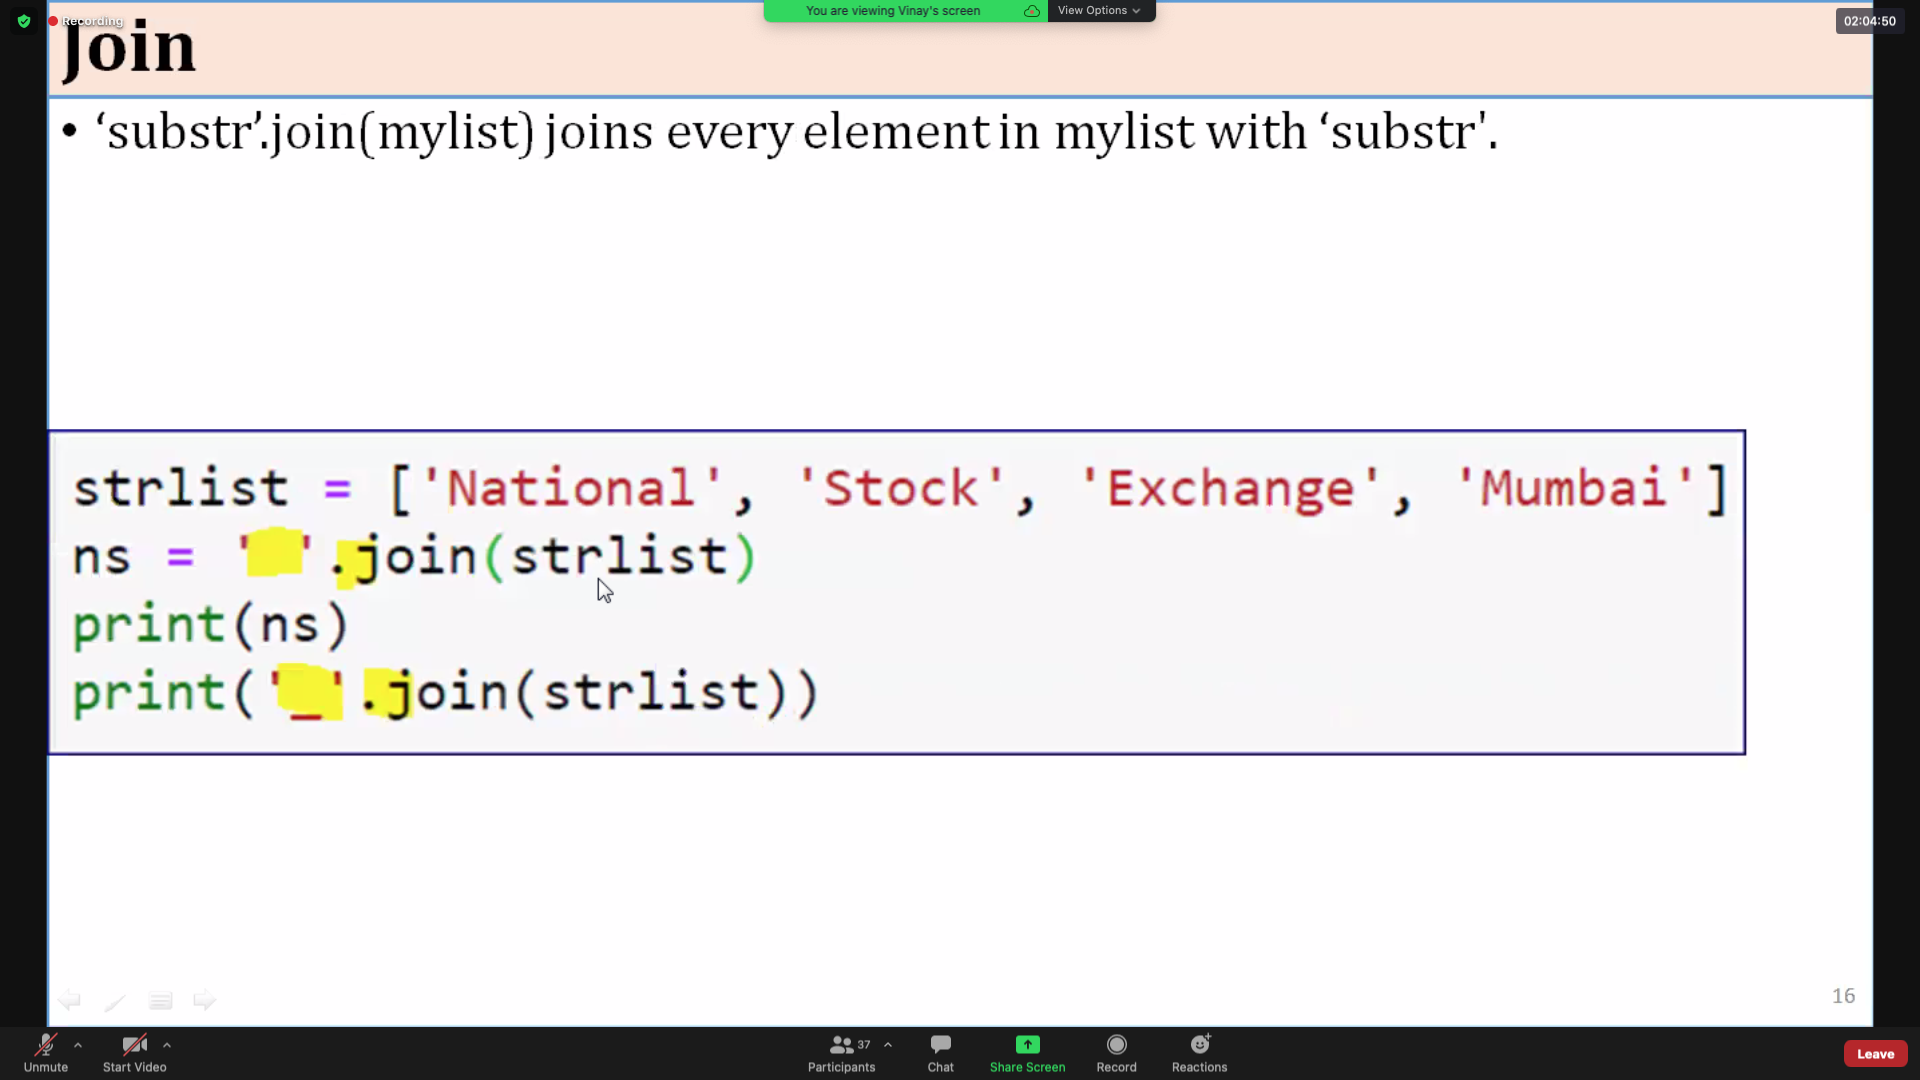 Recording
You are viewing Vinay's screen
View Options
02:04:50
Join
• ‘substr’.join(mylist) joins every element in mylist with ‘substr'.
strlist = ['National', 'Stock', 'Exchange', 'Mumbai']
ns = ' '.join(strlist)
print(ns)
print('_'.join(strlist))
16
Unmute
Start Video
37
Participants
Chat
Share Screen
Record
Reactions
Leave